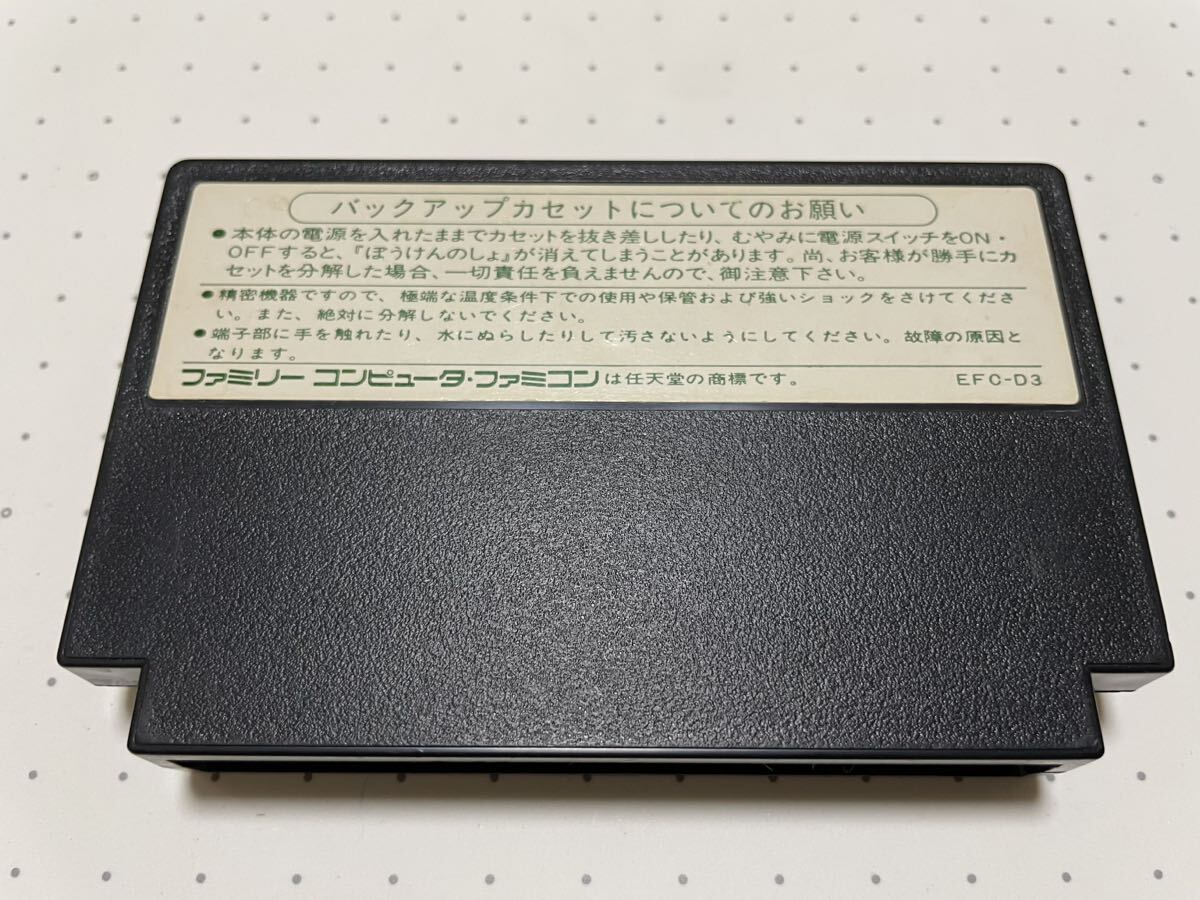 バックアップカセットについてのお願い
●本体の電源を入れたままでカセットを抜き差ししたり、むやみに電源スイッチをON・
OFFすると、『ぼうけんのしょ』が消えてしまうことがあります。尚、お客様が勝手にカ
セットを分解した場合、一切責任を負えませんので、御注意下さい。
●精密機器ですので、極端な温度条件下での使用や保管および強いショックをさけてくださ
い。また、絶対に分解しないでください。
●端子部に手を触れたり、水にぬらしたりして汚さないようにしてください。故障の原因と
なります。
ファミリー コンピュータ・ファミコンは任天堂の商標です。 EFC-D3